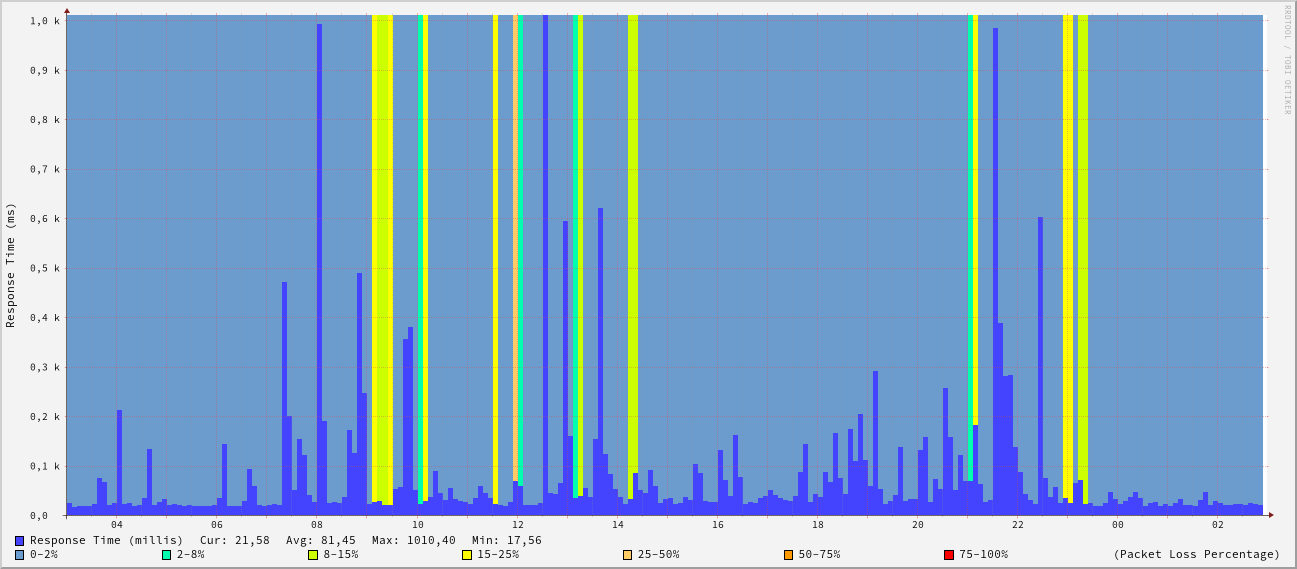 1,0 k
0,9 k
0,8 k
0,7 k
0,6 k
0,5 k
0,4 k
0,3 k
0,2 k
0,1 k
0,0
Response Time (ms)
04 06 08 10 12 14 16 18 20 22 00 02
RRDTOOL / TOBI OETIKER
Response Time (millis) Cur: 21,58 Avg: 81,45 Max: 1010,40 Min: 17,56
0-2% 2-8% 8-15% 15-25% 25-50% 50-75% 75-100% (Packet Loss Percentage)